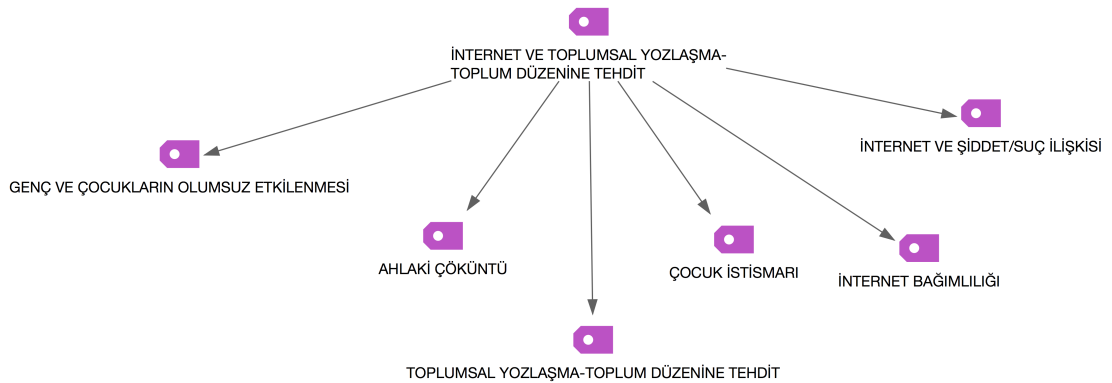 İNTERNET VE TOPLUMSAL YOZLAŞMA-
TOPLUM DÜZENİNE TEHDİT
İNTERNET VE ŞİDDET/SUÇ İLİŞKİSİ
GENÇ VE ÇOCUKLARIN OLUMSUZ ETKİLENMESİ
AHLAKİ ÇÖKÜNTÜ
ÇOCUK İSTİSMARI
İNTERNET BAĞIMLILIĞI
TOPLUMSAL YOZLAŞMA-TOPLUM DÜZENİNE TEHDİT